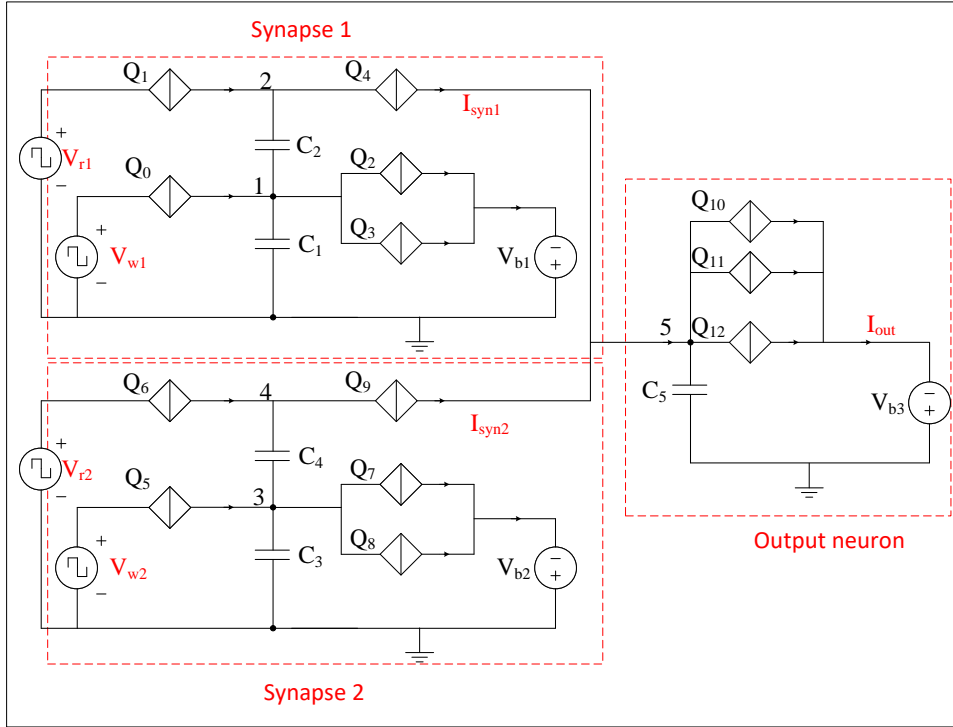 Synapse 1
Q1
2
Q4
Isyn1
+
Vr1
−
C2
Q2
Q0
1
Q3
+
Vw1
−
C1
Vb1
−
+
Q10
Q11
5
Q12
Iout
C5
Vb3
−
+
Output neuron
Q6
4
Q9
Isyn2
+
Vr2
−
C4
Q7
Q5
3
Q8
+
Vw2
−
C3
Vb2
−
+
Synapse 2